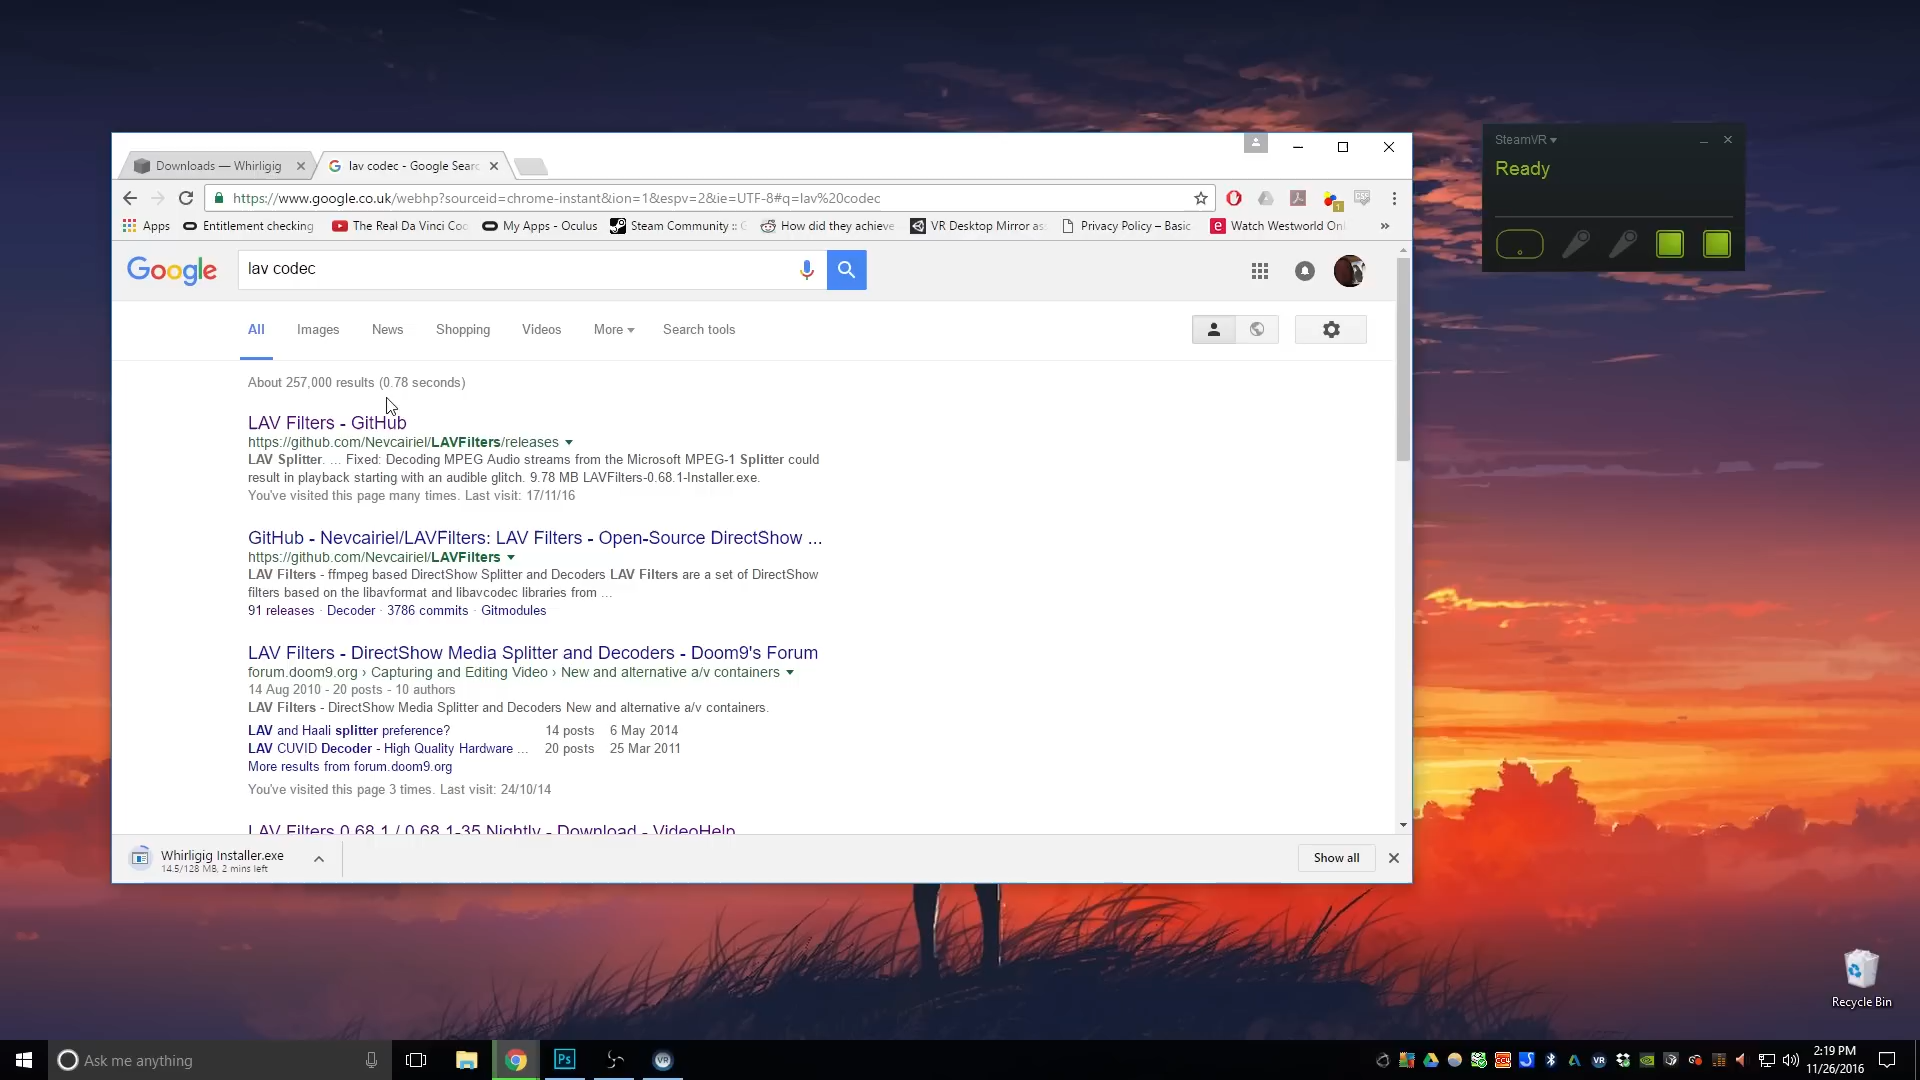 SteamVR
Ready
Downloads — Whirligig
lav codec - Google Sear
https://www.google.co.uk/webhp?sourceid=chrome-instant&ion=1&espv=2&ie=UTF-8#q=lav%20codec
Apps
Entitlement checking
The Real Da Vinci Co
My Apps - Oculus
Steam Community ::
How did they achieve
VR Desktop Mirror as
Privacy Policy – Basic
Watch Westworld Onl
»
Google
lav codec
All
Images
News
Shopping
Videos
More
Search tools
About 257,000 results (0.78 seconds)
LAV Filters - GitHub
https://github.com/Nevcairiel/LAVFilters/releases
LAV Splitter. ... Fixed: Decoding MPEG Audio streams from the Microsoft MPEG-1 Splitter could
result in playback starting with an audible glitch. 9.78 MB LAVFilters-0.68.1-Installer.exe.
You've visited this page many times. Last visit: 17/11/16
GitHub - Nevcairiel/LAVFilters: LAV Filters - Open-Source DirectShow ...
https://github.com/Nevcairiel/LAVFilters
LAV Filters - ffmpeg based DirectShow Splitter and Decoders LAV Filters are a set of DirectShow
filters based on the libavformat and libavcodec libraries from ...
91 releases · Decoder · 3786 commits · Gitmodules
LAV Filters - DirectShow Media Splitter and Decoders - Doom9's Forum
forum.doom9.org › Capturing and Editing Video › New and alternative a/v containers
14 Aug 2010 - 20 posts - 10 authors
LAV Filters - DirectShow Media Splitter and Decoders New and alternative a/v containers.
LAV and Haali splitter preference? 14 posts 6 May 2014
LAV CUVID Decoder - High Quality Hardware ... 20 posts 25 Mar 2011
More results from forum.doom9.org
You've visited this page 3 times. Last visit: 24/10/14
LAV Filters 0.68.1 / 0.68.1-35 Nightly - Download - VideoHelp
Whirligig Installer.exe
14.5/128 MB, 2 mins left
Show all
Recycle Bin
Ask me anything
Ps
VR
2:19 PM
11/26/2016